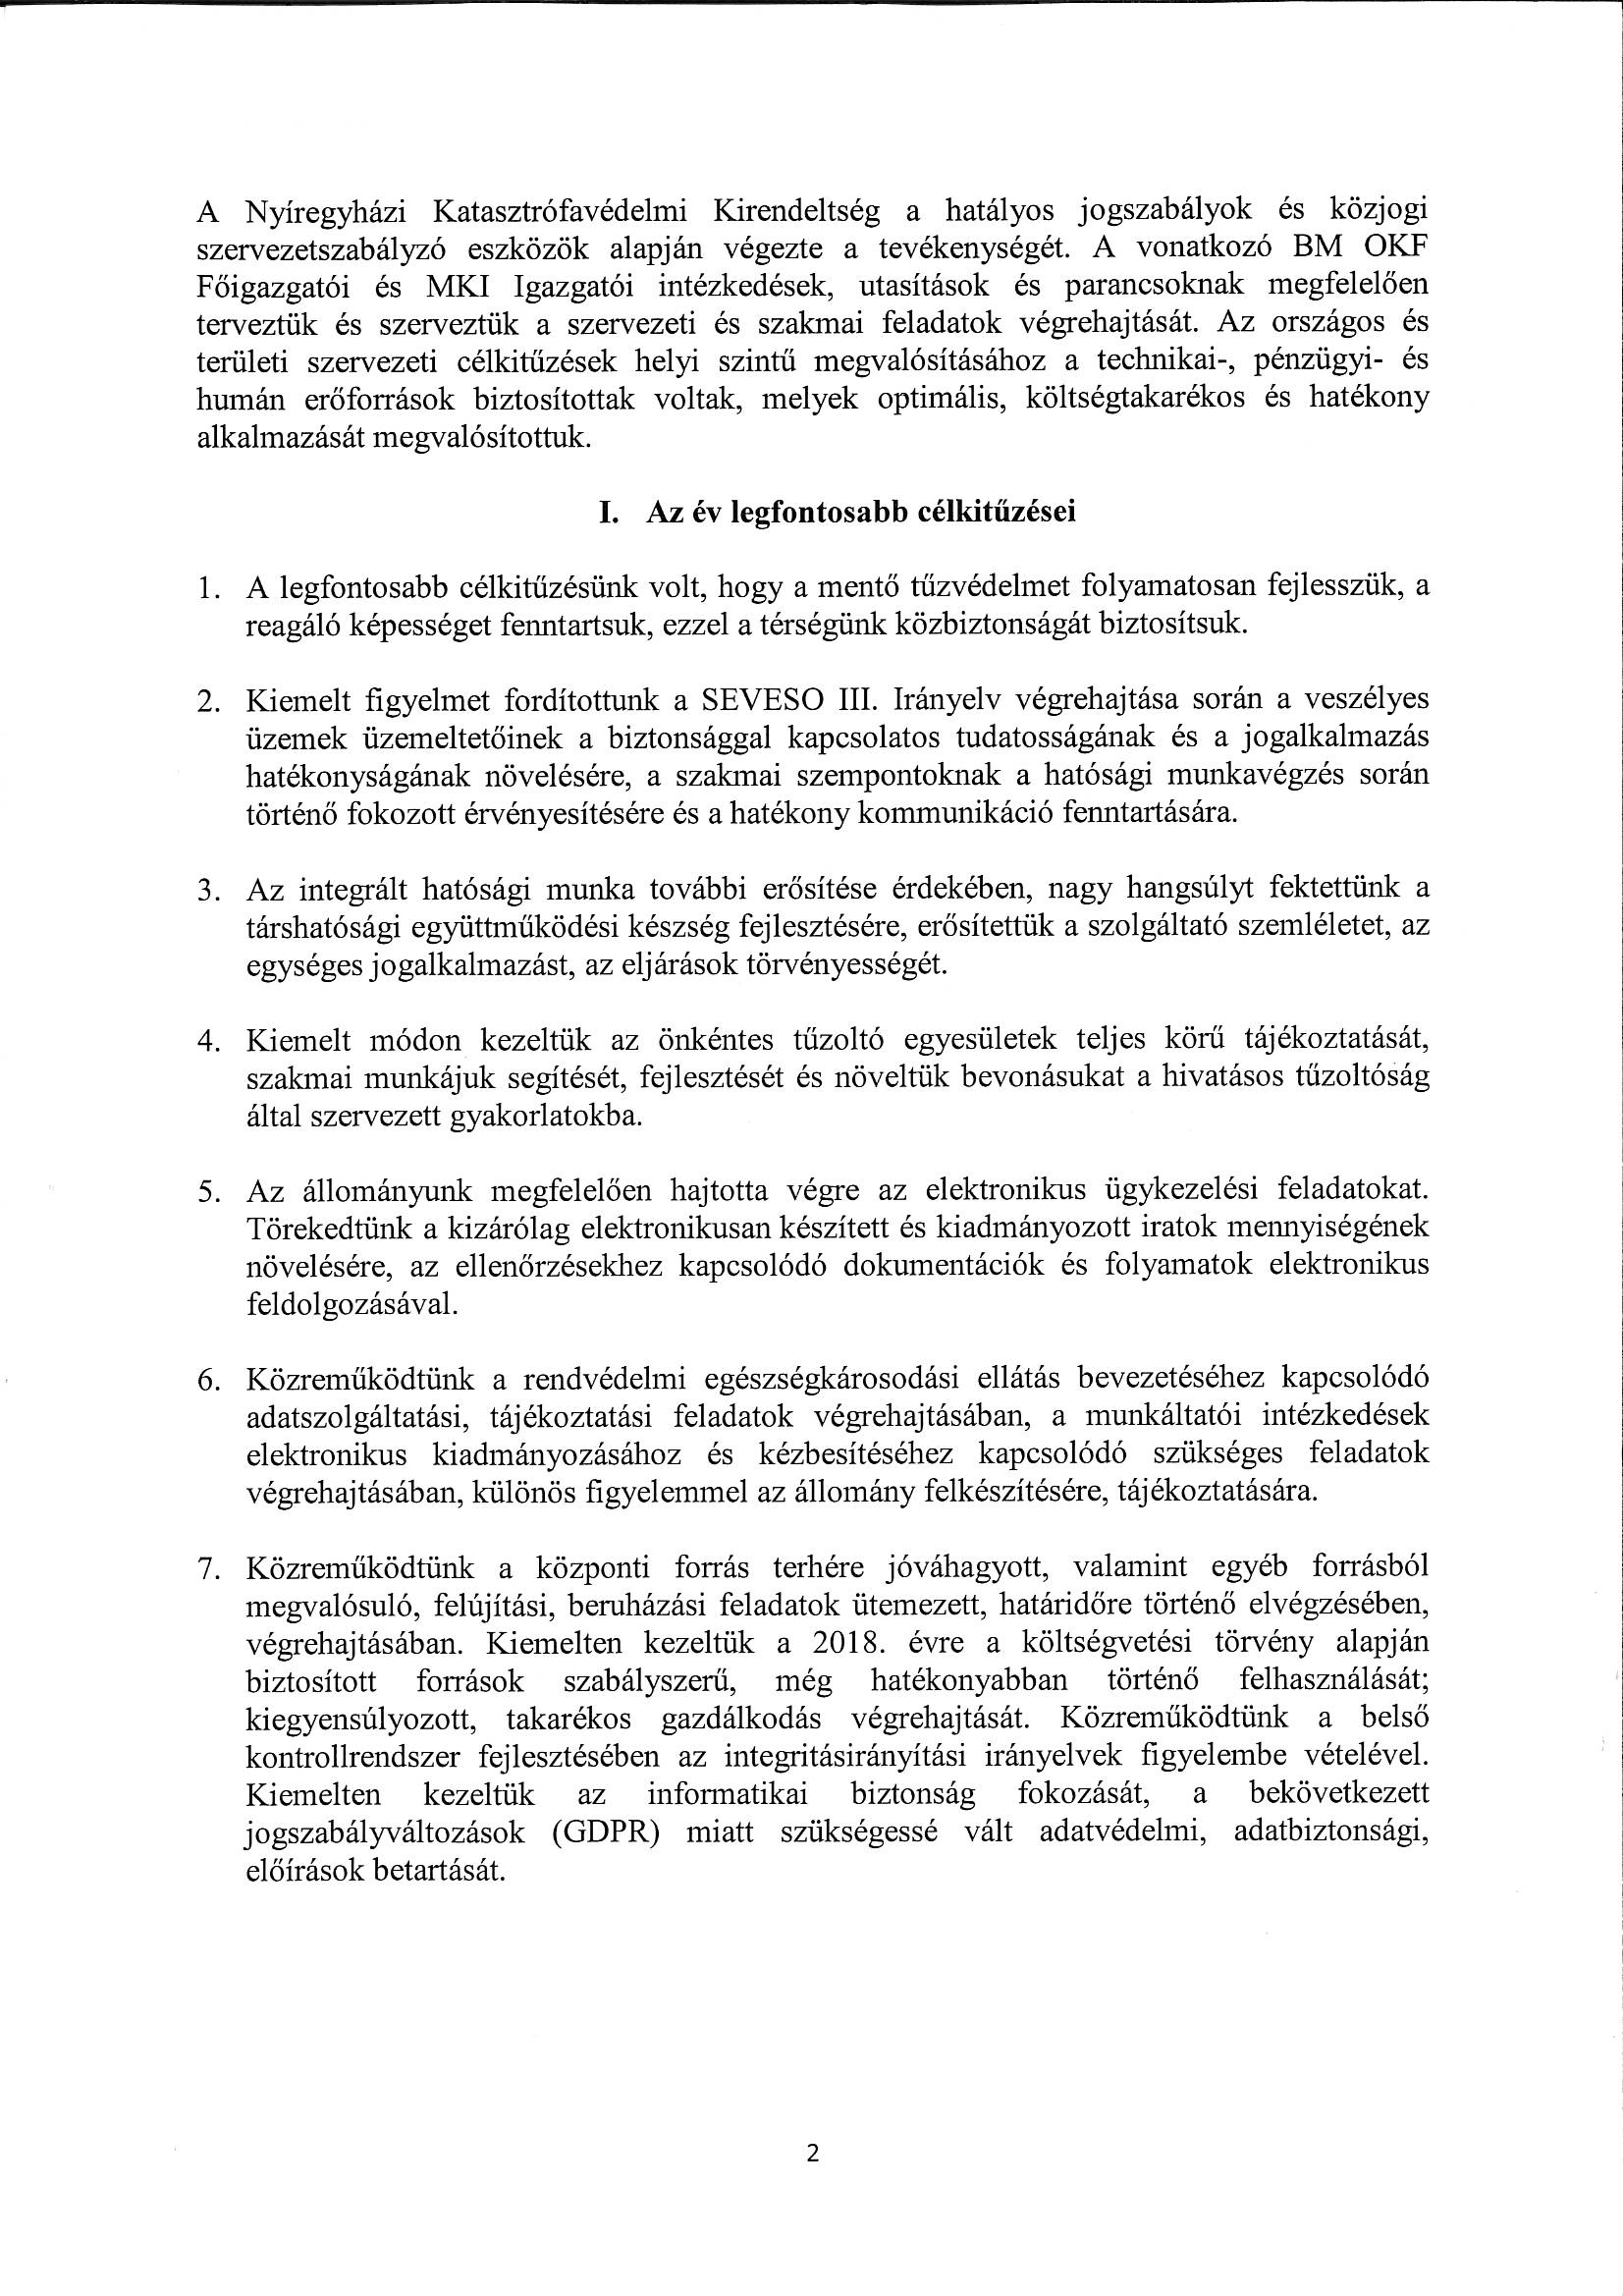 A Nyíregyházi Katasztrófavédelmi Kirendeltség a hatályos jogszabályok és közjogi
szervezetszabályzó eszközök alapján végezte a tevékenységét. A vonatkozó BM OKF
Főigazgatói és MKI Igazgatói intézkedések, utasítások és parancsoknak megfelelően
terveztük és szerveztük a szervezeti és szakmai feladatok végrehajtását. Az országos és
területi szervezeti célkitűzések helyi szintű megvalósításához a technikai-, pénzügyi- és
humán erőforrások biztosítottak voltak, melyek optimális, költségtakarékos és hatékony
alkalmazását megvalósítottuk.
I. Az év legfontosabb célkitűzései
1. A legfontosabb célkitűzésünk volt, hogy a mentő tűzvédelmet folyamatosan fejlesszük, a
reagáló képességet fenntartsuk, ezzel a térségünk közbiztonságát biztosítsuk.
2. Kiemelt figyelmet fordítottunk a SEVESO III. Irányelv végrehajtása során a veszélyes
üzemek üzemeltetőinek a biztonsággal kapcsolatos tudatosságának és a jogalkalmazás
hatékonyságának növelésére, a szakmai szempontoknak a hatósági munkavégzés során
történő fokozott érvényesítésére és a hatékony kommunikáció fenntartására.
3. Az integrált hatósági munka további erősítése érdekében, nagy hangsúlyt fektettünk a
társhatósági együttműködési készség fejlesztésére, erősítettük a szolgáltató szemléletet, az
egységes jogalkalmazást, az eljárások törvényességét.
4. Kiemelt módon kezeltük az önkéntes tűzoltó egyesületek teljes körű tájékoztatását,
szakmai munkájuk segítését, fejlesztését és növeltük bevonásukat a hivatásos tűzoltóság
által szervezett gyakorlatokba.
5. Az állományunk megfelelően hajtotta végre az elektronikus ügykezelési feladatokat.
Törekedtünk a kizárólag elektronikusan készített és kiadmányozott iratok mennyiségének
növelésére, az ellenőrzésekhez kapcsolódó dokumentációk és folyamatok elektronikus
feldolgozásával.
6. Közreműködtünk a rendvédelmi egészségkárosodási ellátás bevezetéséhez kapcsolódó
adatszolgáltatási, tájékoztatási feladatok végrehajtásában, a munkáltatói intézkedések
elektronikus kiadmányozásához és kézbesítéséhez kapcsolódó szükséges feladatok
végrehajtásában, különös figyelemmel az állomány felkészítésére, tájékoztatására.
7. Közreműködtünk a központi forrás terhére jóváhagyott, valamint egyéb forrásból
megvalósuló, felújítási, beruházási feladatok ütemezett, határidőre történő elvégzésében,
végrehajtásában. Kiemelten kezeltük a 2018. évre a költségvetési törvény alapján
biztosított források szabályszerű, még hatékonyabban történő felhasználását;
kiegyensúlyozott, takarékos gazdálkodás végrehajtását. Közreműködtünk a belső
kontrollrendszer fejlesztésében az integritásirányítási irányelvek figyelembe vételével.
Kiemelten kezeltük az informatikai biztonság fokozását, a bekövetkezett
jogszabályváltozások (GDPR) miatt szükségessé vált adatvédelmi, adatbiztonsági,
előírások betartását.
2